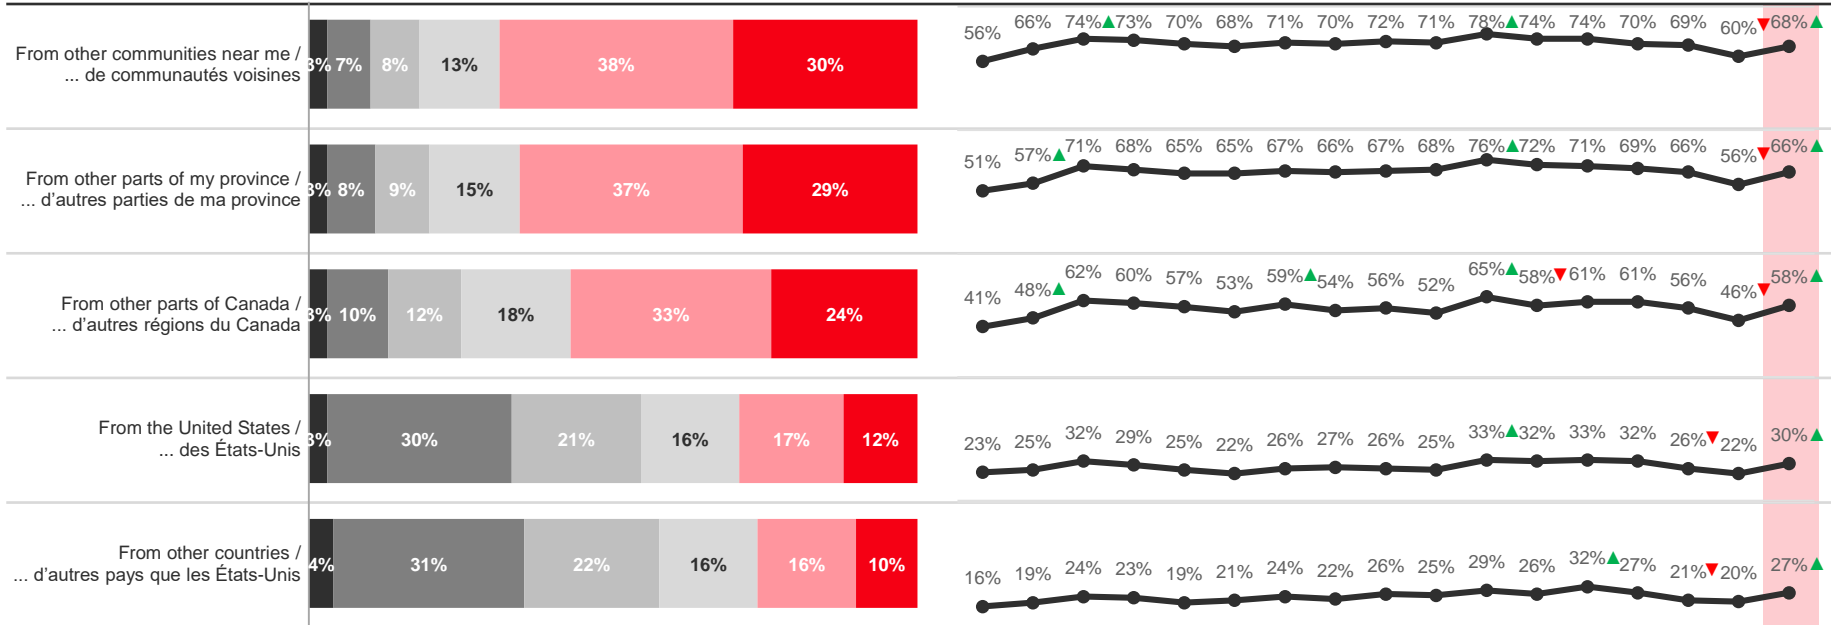 From other communities near me /
... de communautés voisines
3% 7% 8% 13% 38% 30%
56% 66% 74%▲ 73% 70% 68% 71% 70% 72% 71% 78%▲ 74% 74% 70% 69% 60%▼ 68%▲
From other parts of my province /
... d'autres parties de ma province
3% 8% 9% 15% 37% 29%
51% 57%▲ 71% 68% 65% 65% 67% 66% 67% 68% 76%▲ 72% 71% 69% 66% 56%▼ 66%▲
From other parts of Canada /
... d'autres régions du Canada
3% 10% 12% 18% 33% 24%
41% 48%▲ 62% 60% 57% 53% 59%▲ 54% 56% 52% 65%▲ 58%▼ 61% 61% 56% 46%▼ 58%▲
From the United States /
... des États-Unis
3% 30% 21% 16% 17% 12%
23% 25% 32% 29% 25% 22% 26% 27% 26% 25% 33%▲ 32% 33% 32% 26%▼ 22% 30%▲
From other countries /
... d'autres pays que les États-Unis
4% 31% 22% 16% 16% 10%
16% 19% 24% 23% 19% 21% 24% 22% 26% 25% 29% 26% 32%▲ 27% 21%▼ 20% 27%▲